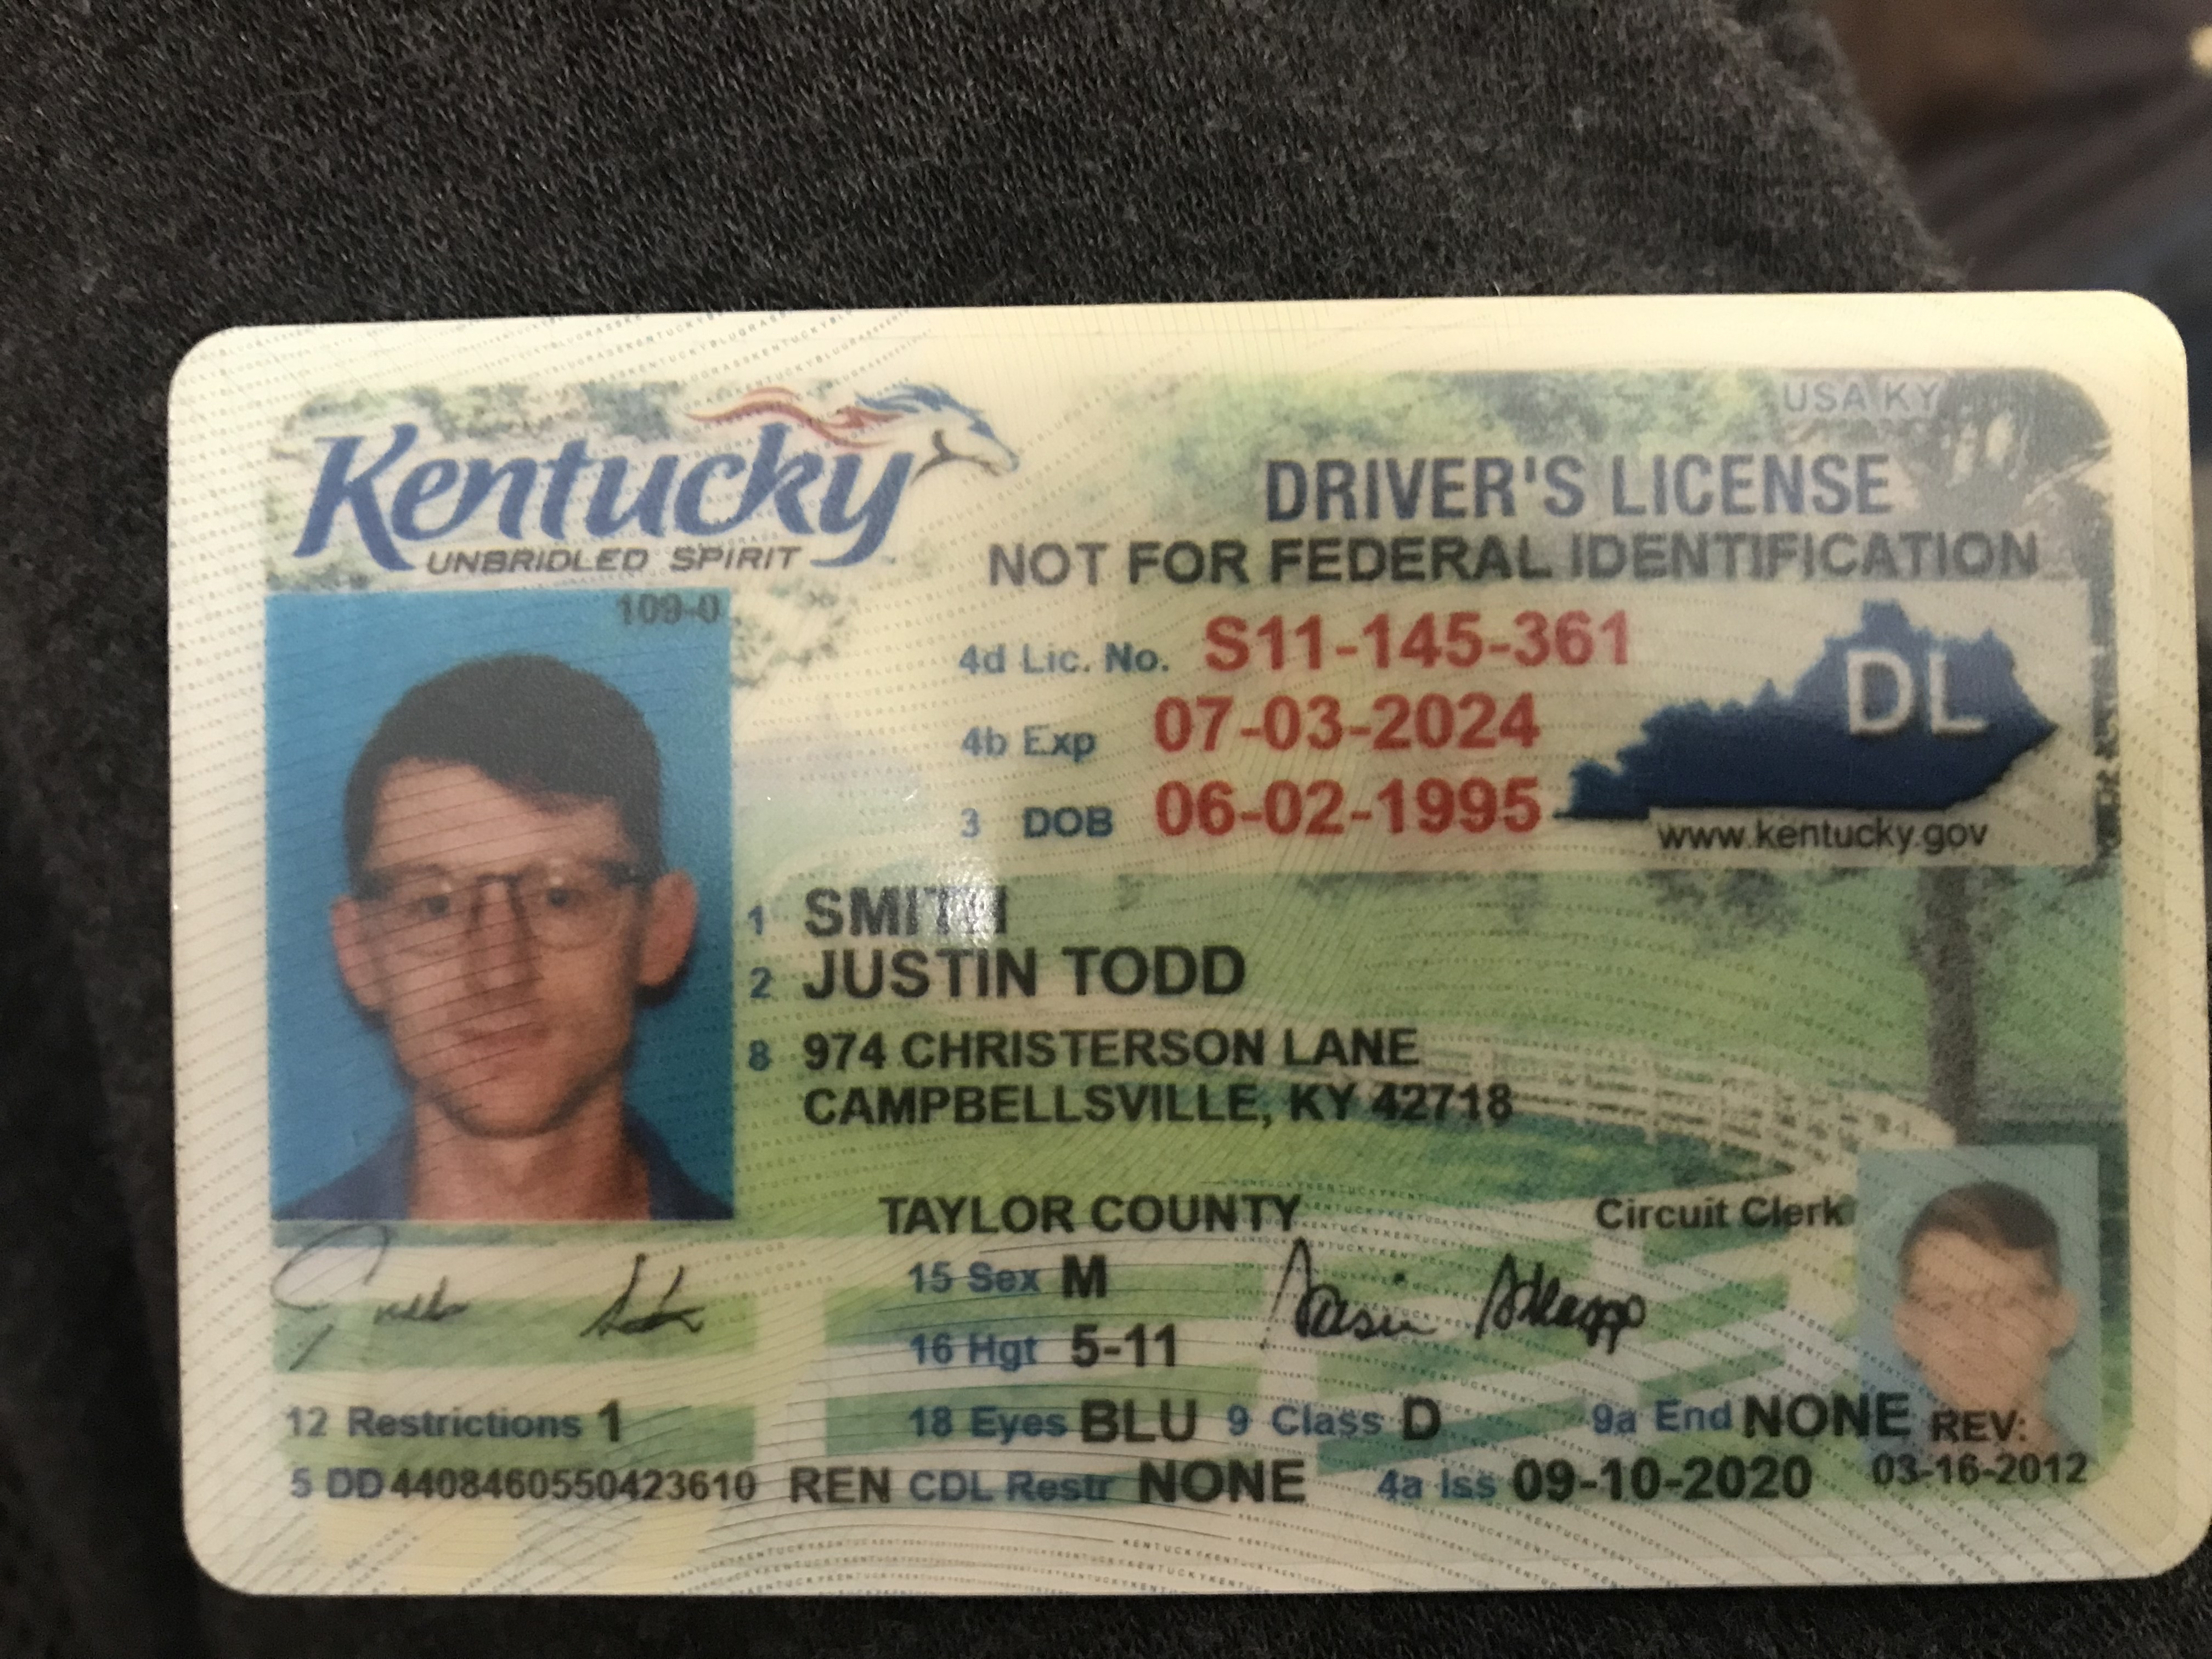 USA KY
Kentucky
UNBRIDLED SPIRIT
DRIVER'S LICENSE
NOT FOR FEDERAL IDENTIFICATION
109-0
4d Lic. No. S11-145-361
4b Exp 07-03-2024
3 DOB 06-02-1995
DL
www.kentucky.gov
1 SMITH
2 JUSTIN TODD
8 974 CHRISTERSON LANE
CAMPBELLSVILLE, KY 42718
TAYLOR COUNTY
Circuit Clerk
15 Sex M
16 Hgt 5-11
12 Restrictions 1
18 Eyes BLU 9 Class D 9a End NONE REV:
5 DD 4408460550423610 REN CDL Restr NONE 4a Iss 09-10-2020 03-16-2012